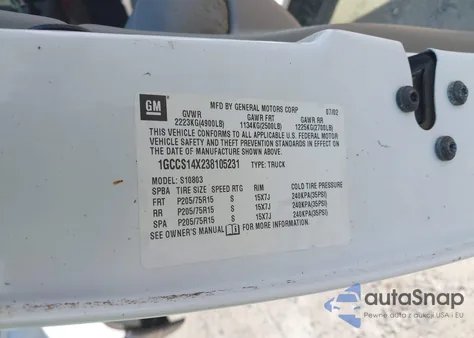 GM
MFD BY GENERAL MOTORS CORP 07/02
GVWR GAWR FRT GAWR RR
2223KG(4900LB) 1134KG(2500LB) 1225KG(2700LB)
THIS VEHICLE CONFORMS TO ALL APPLICABLE U.S. FEDERAL MOTOR
VEHICLE SAFETY, BUMPER, AND THEFT PREVENTION STANDARDS
IN EFFECT ON THE DATE OF MANUFACTURE SHOWN ABOVE.
1GCCS14X238105231 TYPE: TRUCK
MODEL: S10803
SPBA TIRE SIZE SPEED RTG RIM COLD TIRE PRESSURE
FRT P205/75R15 S 15X7J 240KPA(35PSI)
RR P205/75R15 S 15X7J 240KPA(35PSI)
SPA P205/75R15 S 15X7J 240KPA(35PSI)
SEE OWNER'S MANUAL FOR MORE INFORMATION.
autoSnap
Pewne auta z aukcji USA i EU